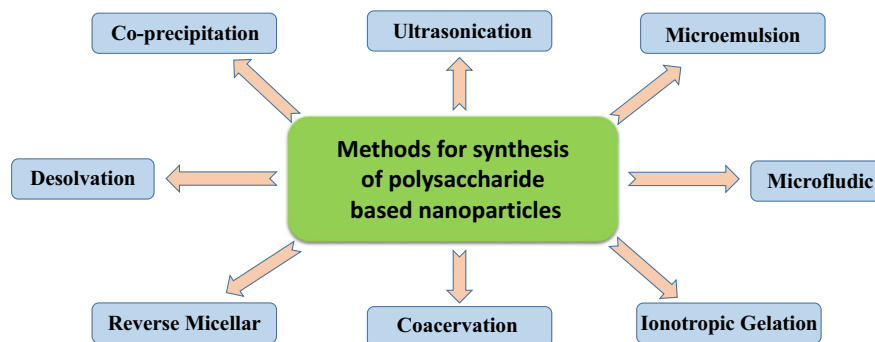 Co-precipitation
Ultrasonication
Microemulsion
Methods for synthesis
of polysaccharide
based nanoparticles
Desolvation
Microfludic
Reverse Micellar
Coacervation
Ionotropic Gelation